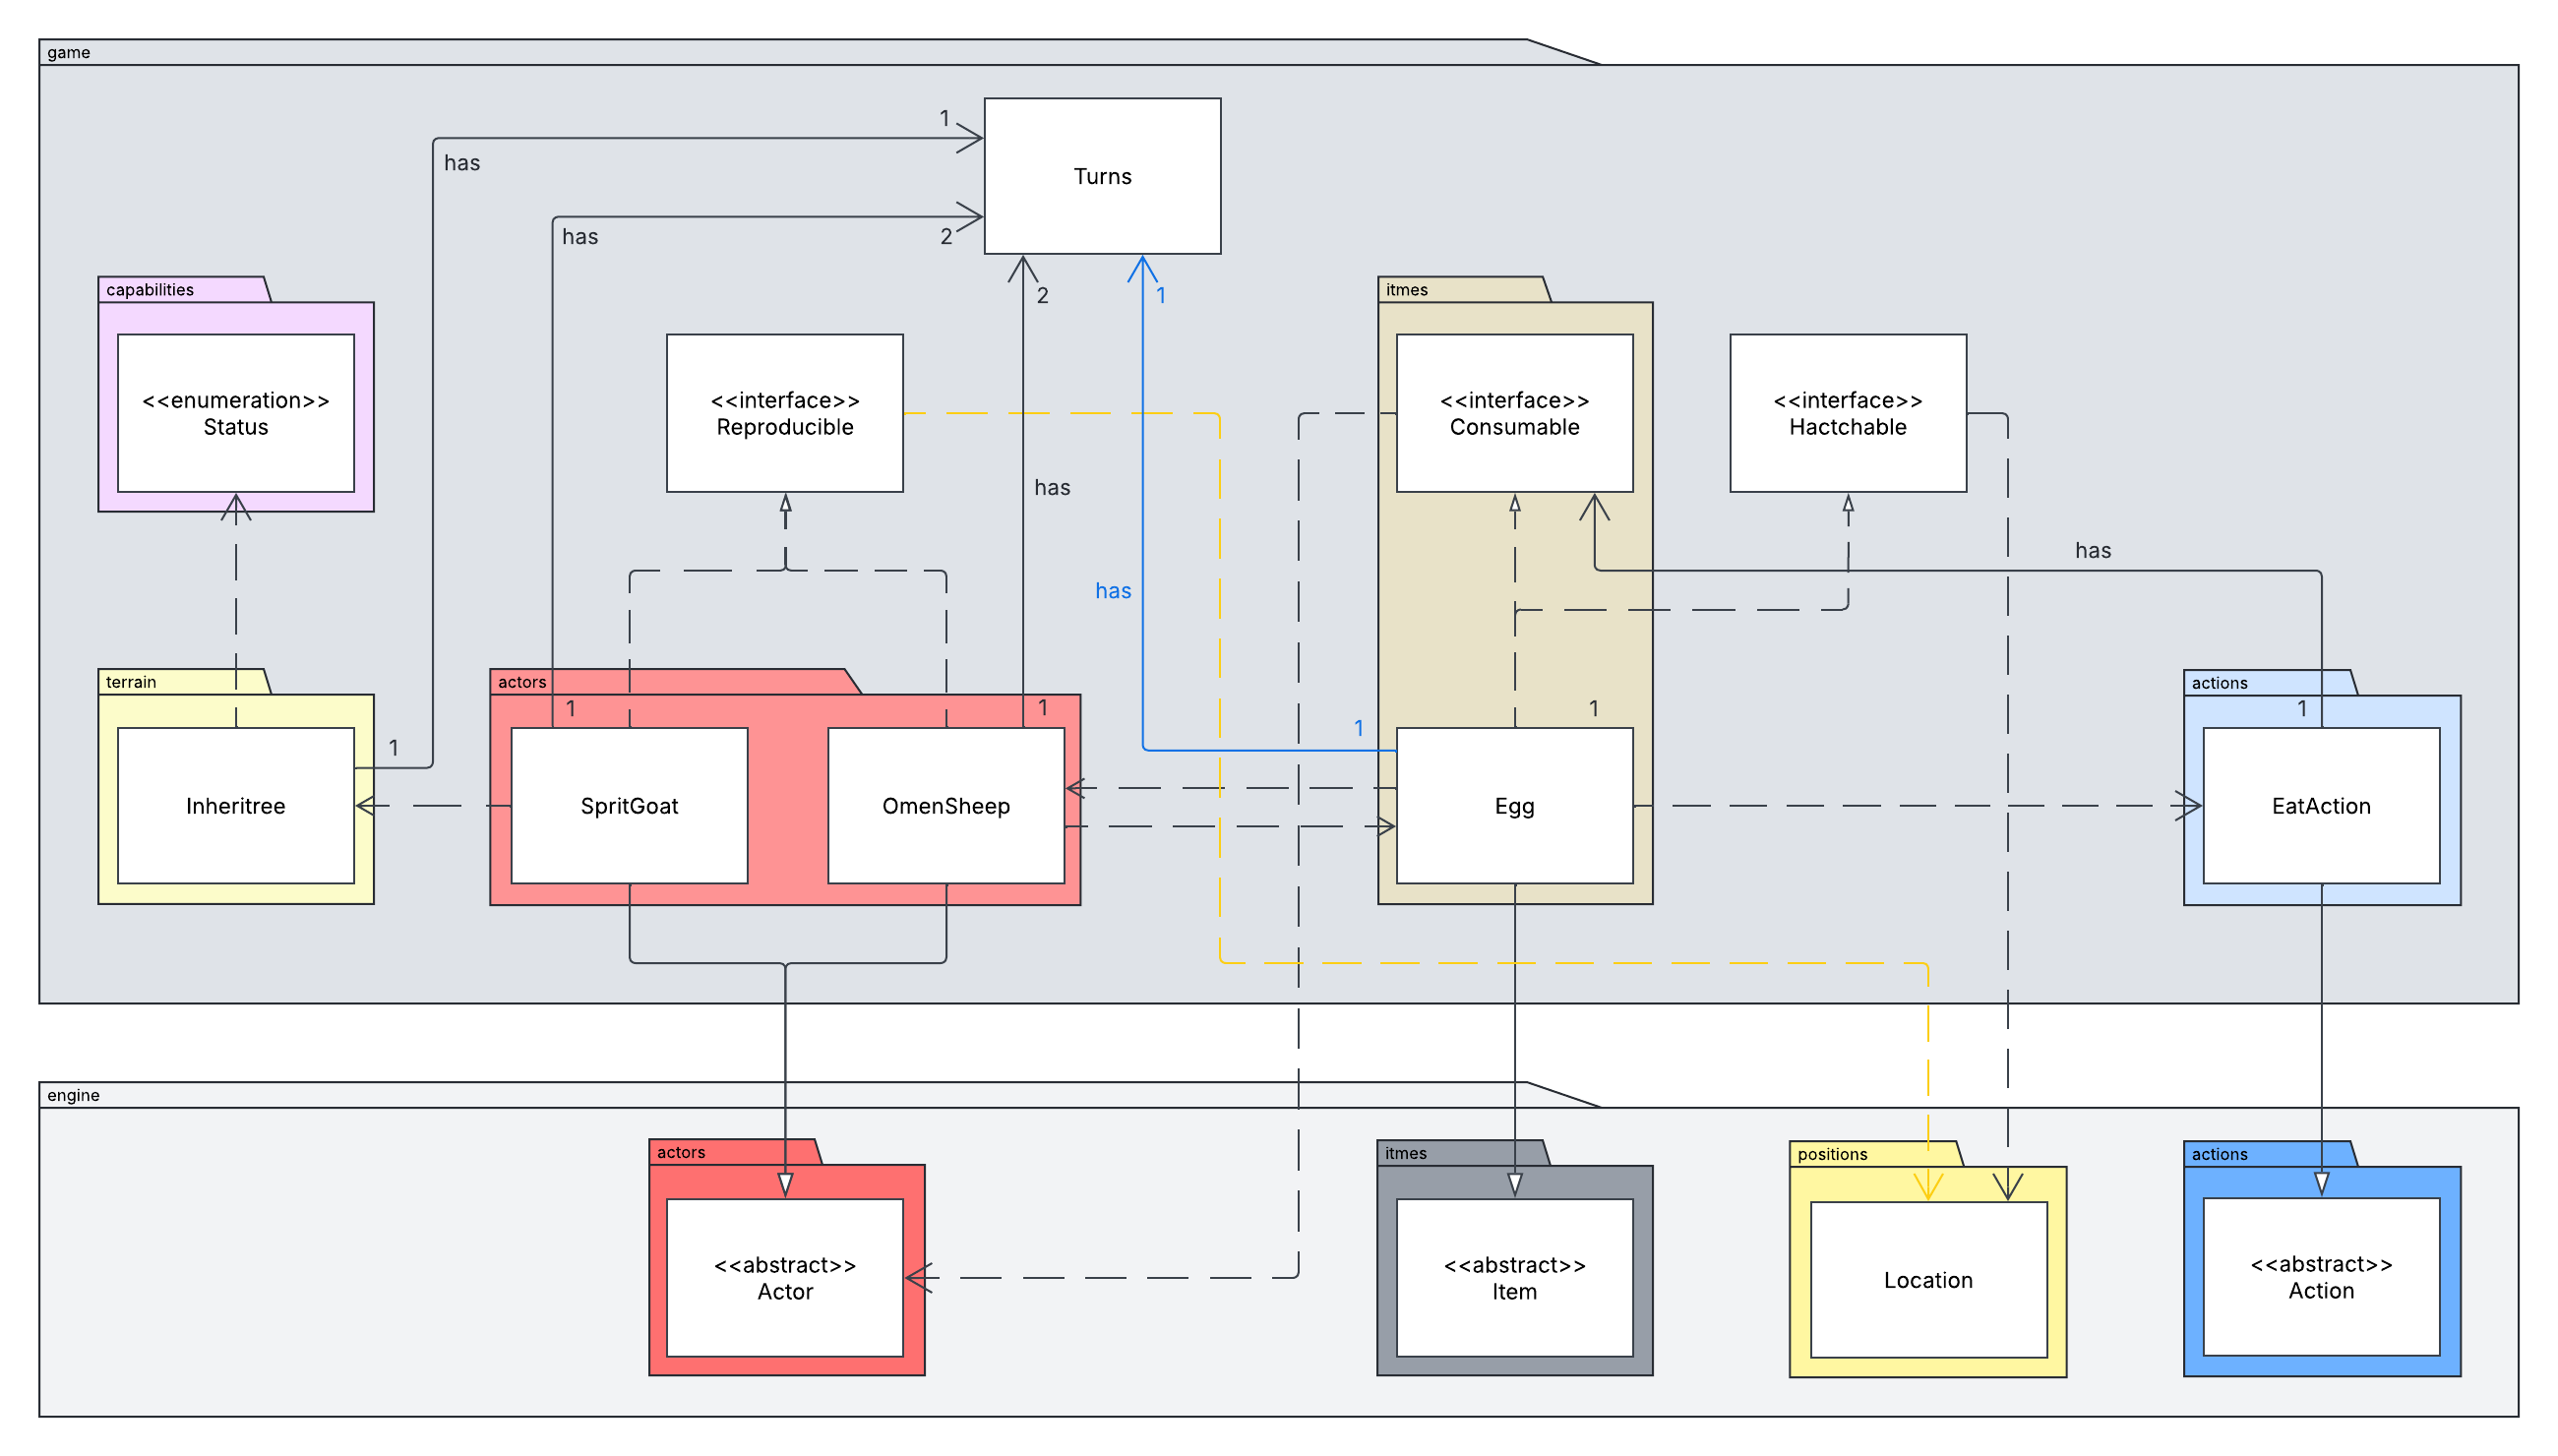 game
1
has
Turns
has
2
capabilities
2
1
itmes
<<enumeration>>
Status
<<interface>>
Reproducible
<<interface>>
Consumable
<<interface>>
Hactchable
has
has
has
terrain
actors
actions
1
1
1
1
1
1
Inheritree
SpritGoat
OmenSheep
Egg
EatAction
engine
actors
itmes
positions
actions
<<abstract>>
Actor
<<abstract>>
Item
Location
<<abstract>>
Action